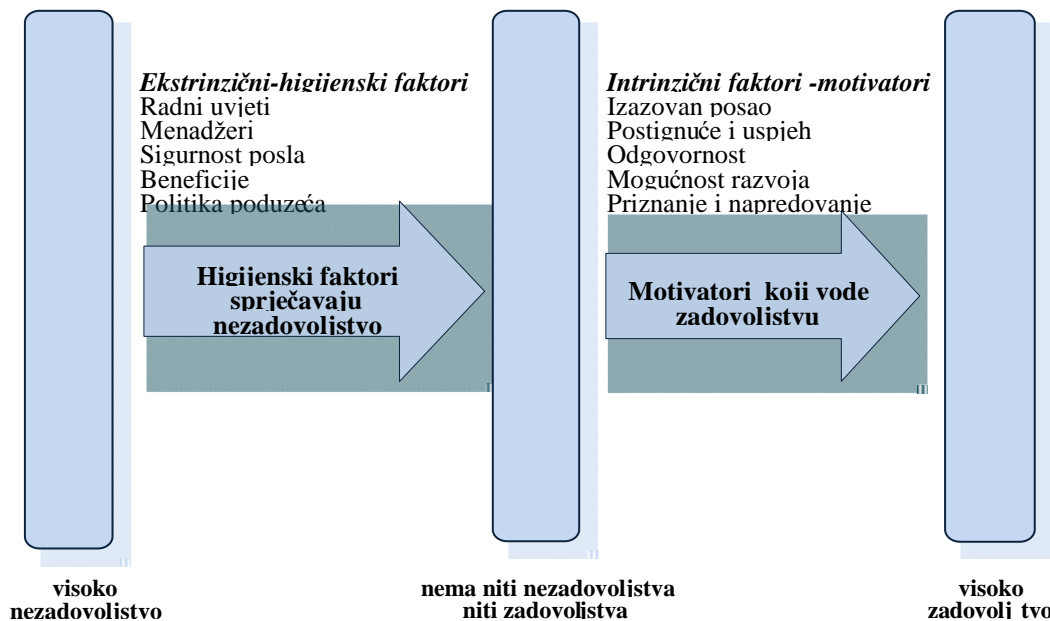 Ekstrinzični-higijenski faktori
Radni uvjeti
Menadžeri
Sigurnost posla
Beneficije
Politika poduzeća
Higijenski faktori
sprječavaju
nezadovoljstvo
Intrinzični faktori -motivatori
Izazovan posao
Postignuće i uspjeh
Odgovornost
Mogućnost razvoja
Priznanje i napredovanje
Motivatori koji vode
zadovoljstvu
visoko
nezadovoljstvo
nema niti nezadovoljstva
niti zadovoljstva
visoko
zadovolj tvo